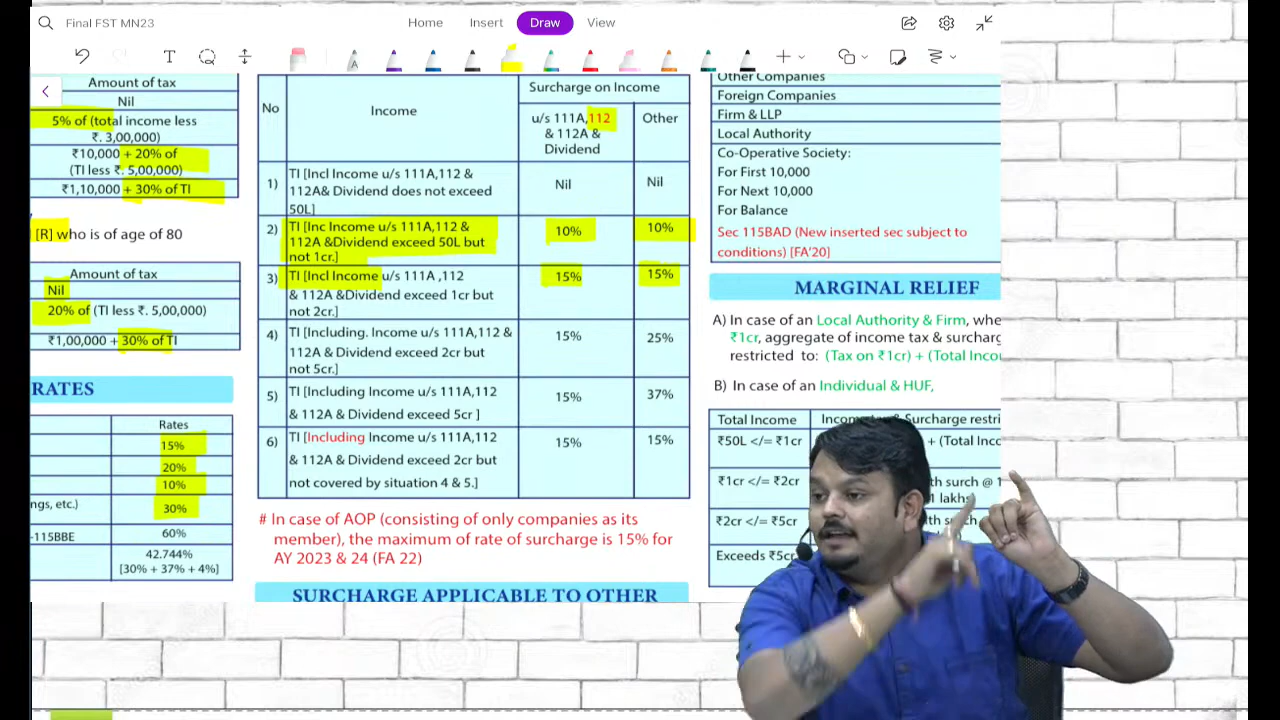 Final FST MN23
Home
Insert
Draw
View
Amount of tax
Nil
5% of (total income less
₹. 3,00,000)
₹10,000 + 20% of
(TI less ₹. 5,00,000)
₹1,10,000 + 30% of TI
[R] who is of age of 80
Amount of tax
Nil
20% of (TI less ₹. 5,00,000)
₹1,00,000 + 30% of TI
RATES
Rates
15%
20%
10%
ngs, etc.) 30%
-115BBE 60%
42.744%
[30% + 37% + 4%]
No
Income
Surcharge on Income
u/s 111A,112
& 112A &
Dividend
Other
1) TI [Incl Income u/s 111A,112 &
112A& Dividend does not exceed
50L]
Nil
Nil
2) TI [Inc Income u/s 111A,112 &
112A &Dividend exceed 50L but
not 1cr.]
10%
10%
3) TI [Incl Income u/s 111A ,112
& 112A &Dividend exceed 1cr but
not 2cr.]
15%
15%
4) TI [Including. Income u/s 111A,112 &
112A & Dividend exceed 2cr but
not 5cr.]
15%
25%
5) TI [Including Income u/s 111A,112
& 112A & Dividend exceed 5cr ]
15%
37%
6) TI [Including Income u/s 111A,112
& 112A & Dividend exceed 2cr but
not covered by situation 4 & 5.]
15%
15%
# In case of AOP (consisting of only companies as its
member), the maximum of rate of surcharge is 15% for
AY 2023 & 24 (FA 22)
SURCHARGE APPLICABLE TO OTHER
Other Companies
Foreign Companies
Firm & LLP
Local Authority
Co-Operative Society:
For First 10,000
For Next 10,000
For Balance
Sec 115BAD (New inserted sec subject to
conditions) [FA'20]
MARGINAL RELIEF
A) In case of an Local Authority & Firm, whe
₹1cr, aggregate of income tax & surcharg
restricted to: (Tax on ₹1cr) + (Total Incor
B) In case of an Individual & HUF,
Total Income
Incom & Surcharge restri
₹50L </= ₹1cr
+ (Total Inco
₹1cr </= ₹2cr
th surch @ 1
1 lakhs
₹2cr </= ₹5cr
th surch
Exceeds ₹5cr